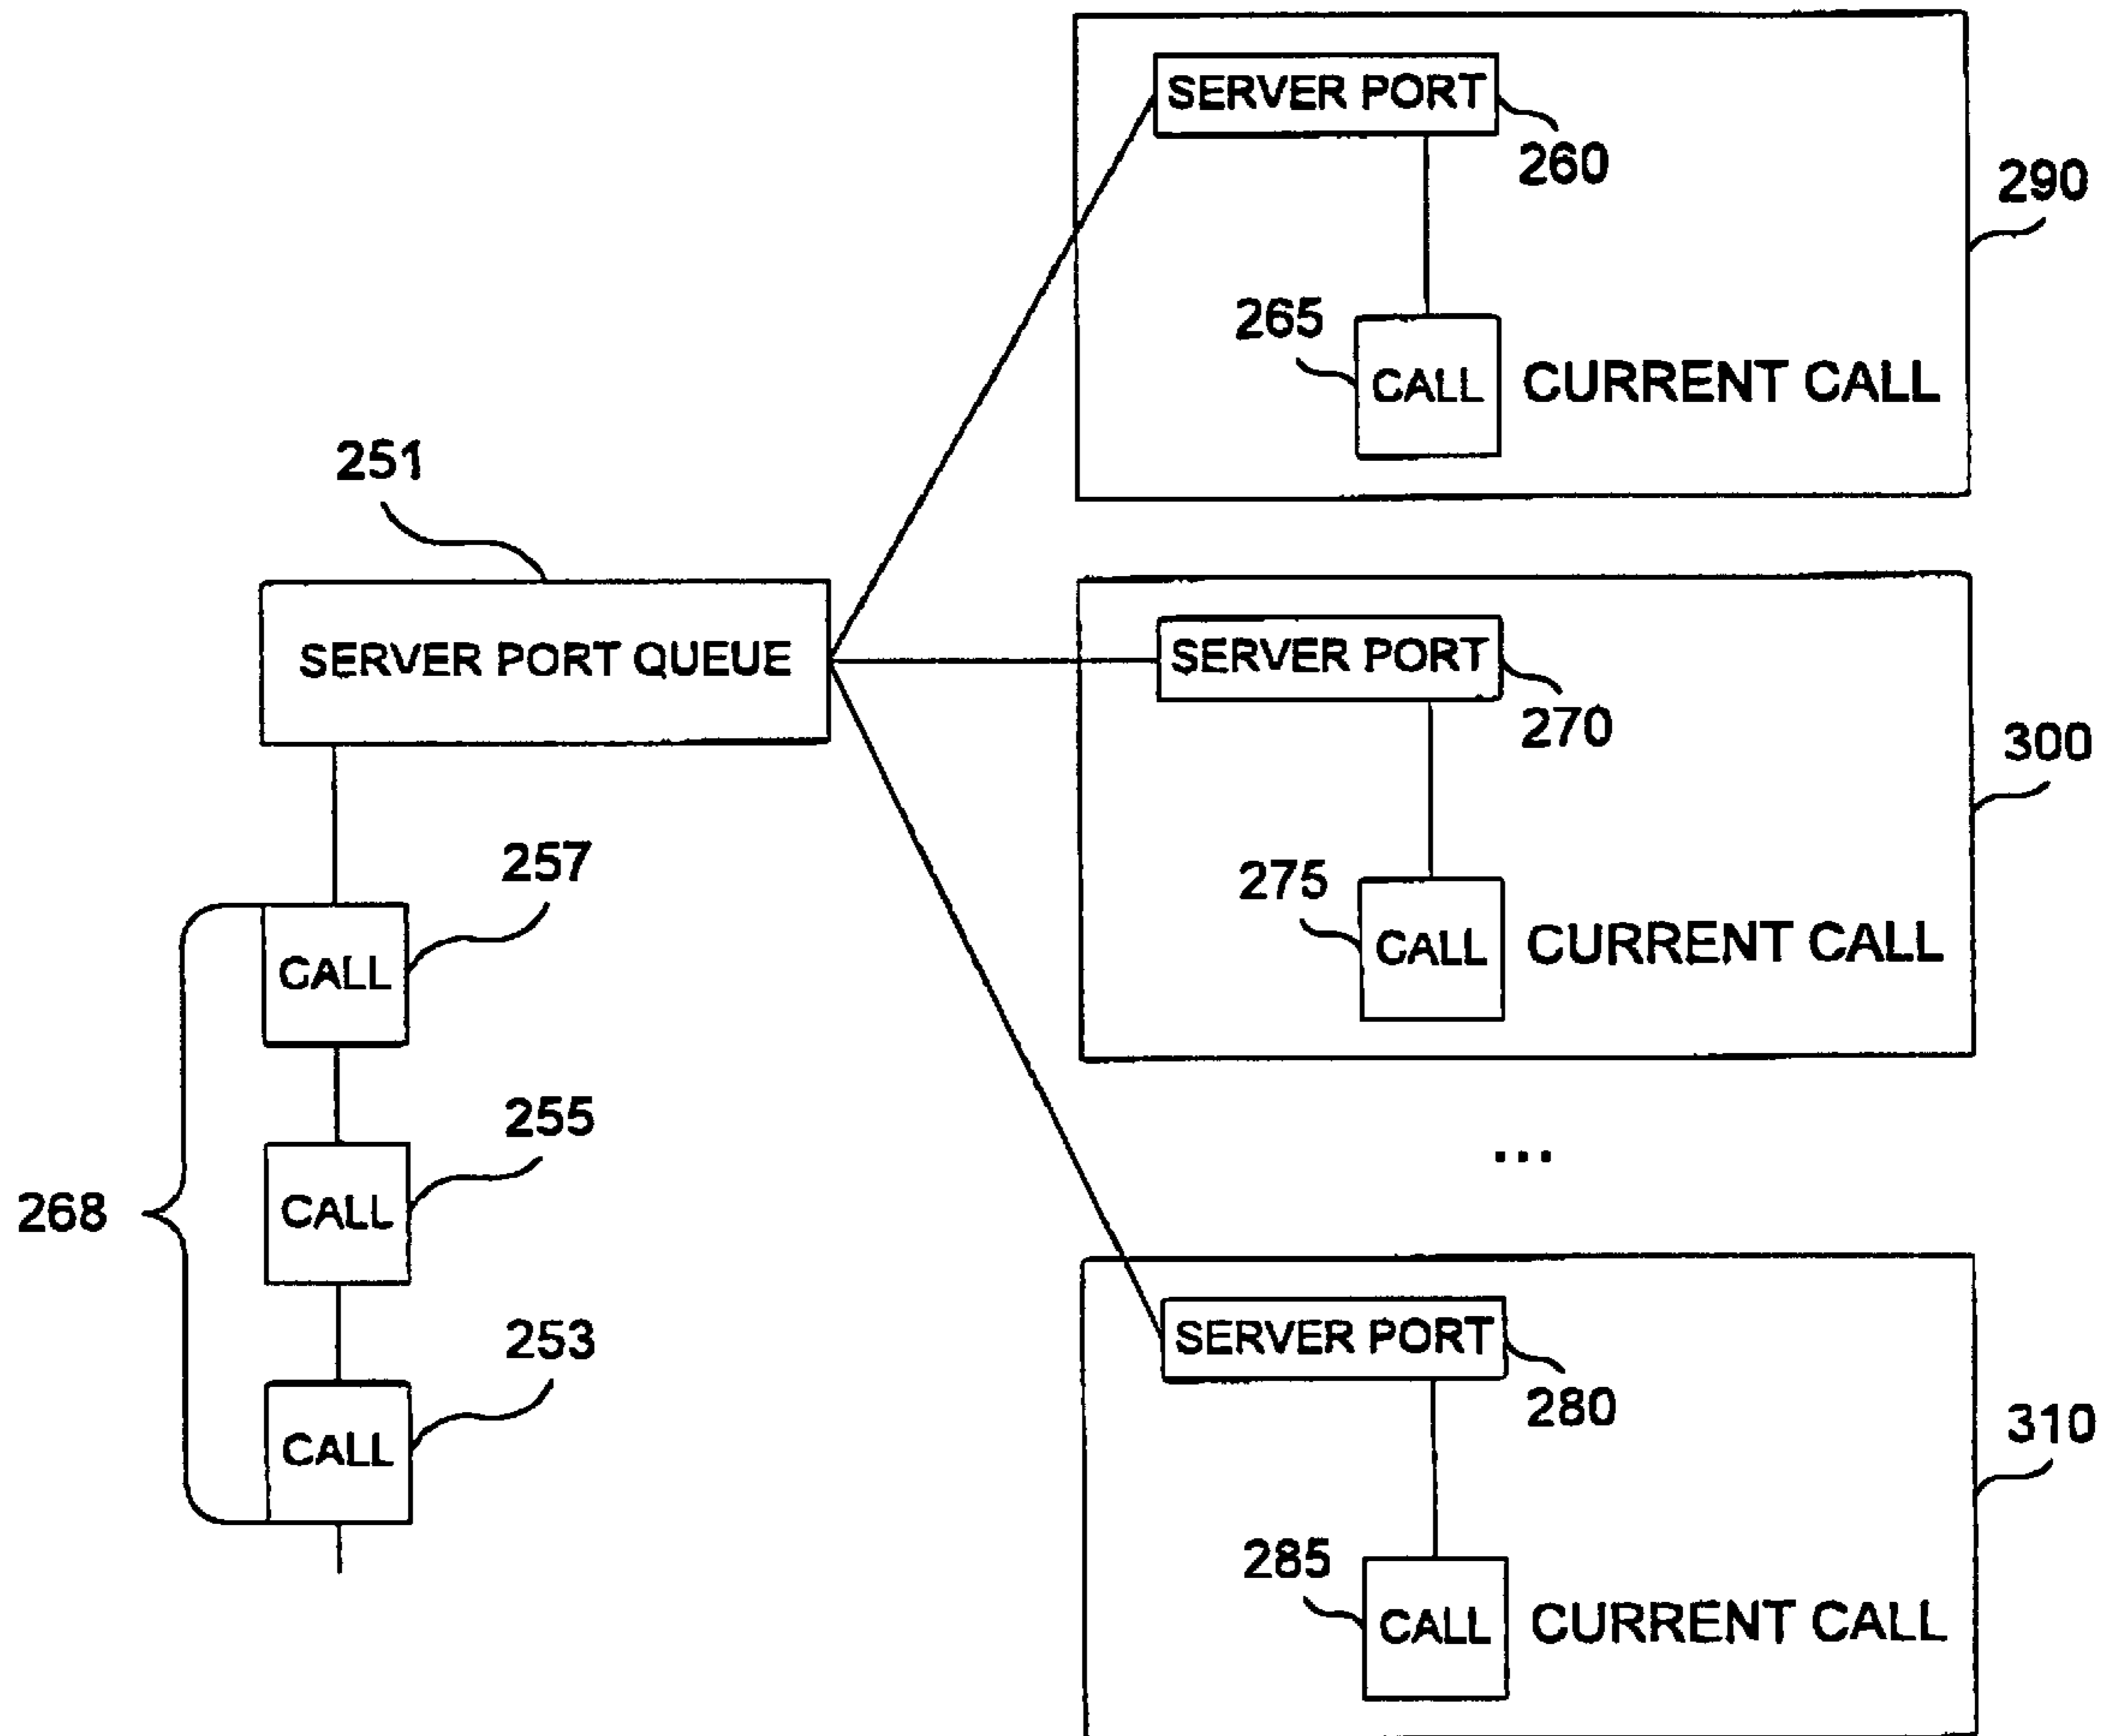 SERVER PORT
260
290
265
CALL CURRENT CALL
251
SERVER PORT QUEUE
SERVER PORT
270
300
257
275
CALL
CALL CURRENT CALL
255
...
268
CALL
253
SERVER PORT
280
310
CALL
285
CALL CURRENT CALL